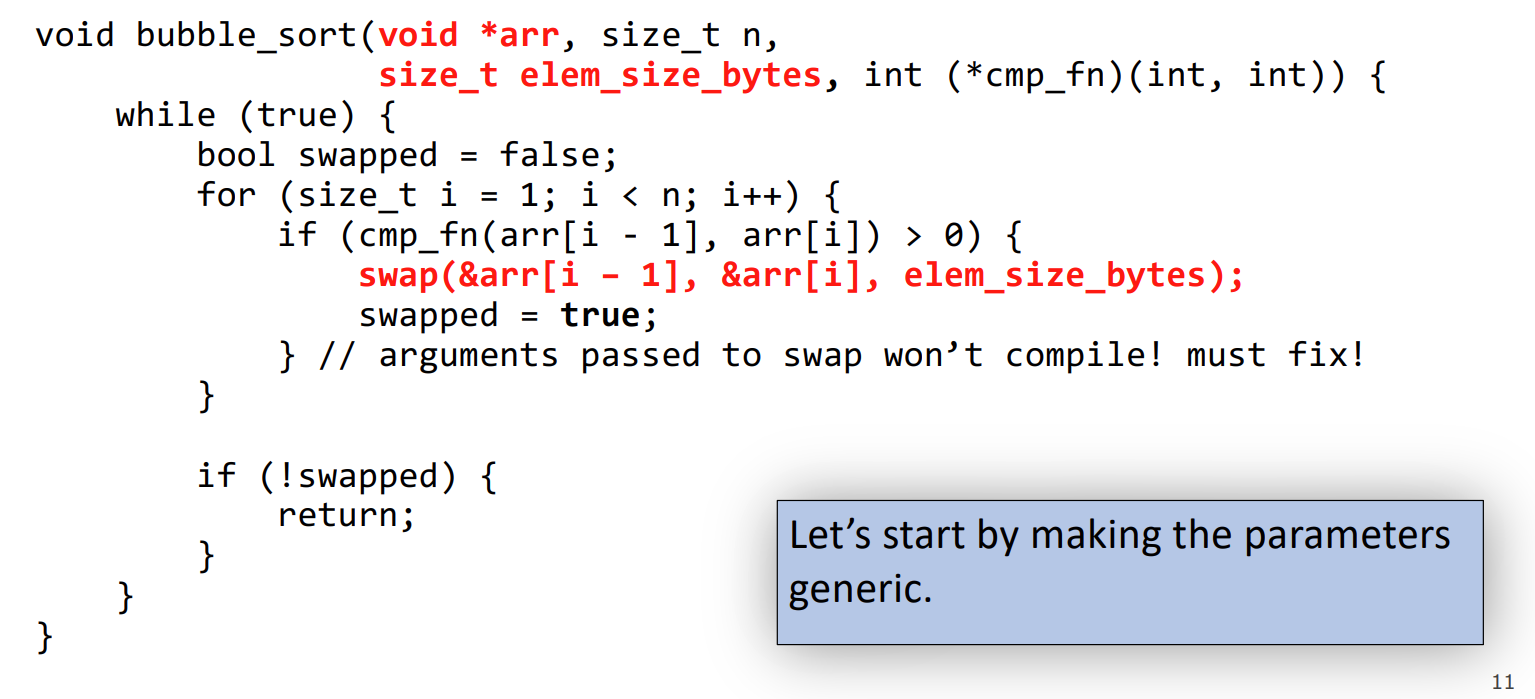 void bubble_sort(void *arr, size_t n,
                 size_t elem_size_bytes, int (*cmp_fn)(int, int)) {
    while (true) {
        bool swapped = false;
        for (size_t i = 1; i < n; i++) {
            if (cmp_fn(arr[i - 1], arr[i]) > 0) {
                swap(&arr[i – 1], &arr[i], elem_size_bytes);
                swapped = true;
            } // arguments passed to swap won’t compile! must fix!
        }
        if (!swapped) {
            return;
        }
    }
}
Let’s start by making the parameters
generic.
11